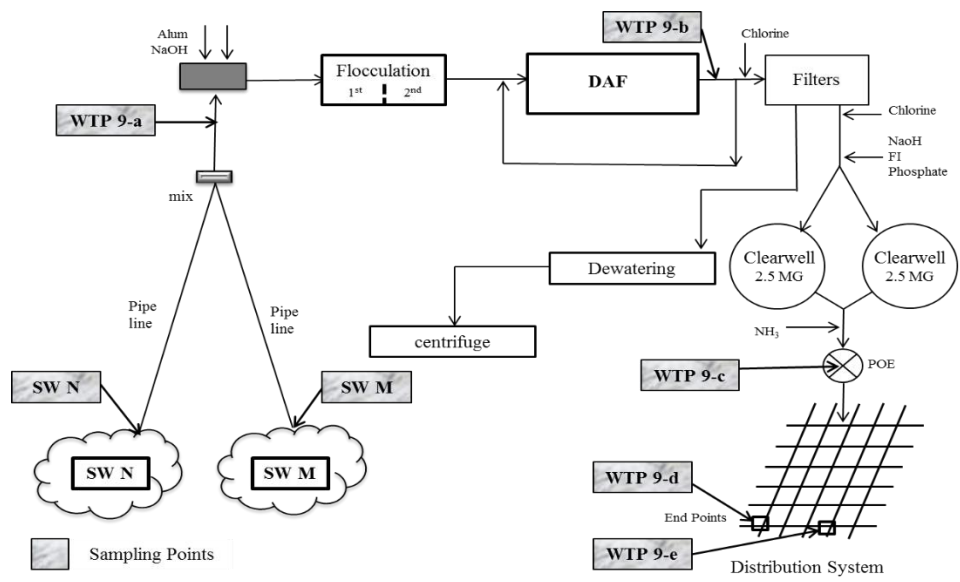 Alum
NaOH
WTP 9-b
Chlorine
Flocculation
1st 2nd
DAF
Filters
WTP 9-a
Chlorine
NaoH
FI
Phosphate
mix
Clearwell
2.5 MG
Clearwell
2.5 MG
Dewatering
Pipe
line
Pipe
line
centrifuge
NH3
POE
WTP 9-c
SW N
SW M
SW N
SW M
WTP 9-d
End Points
WTP 9-e
Sampling Points
Distribution System